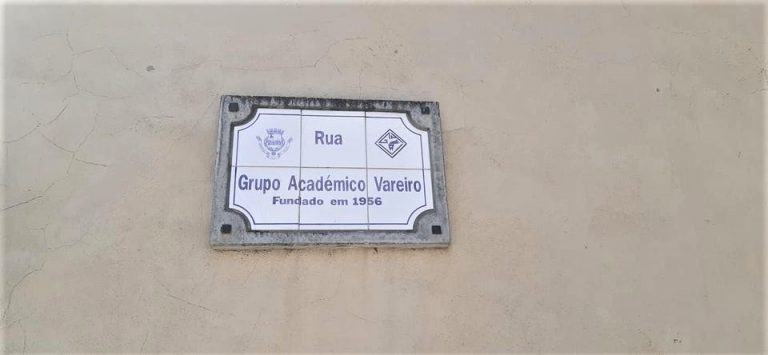 Rua
Grupo Académico Vareiro
Fundado em 1956